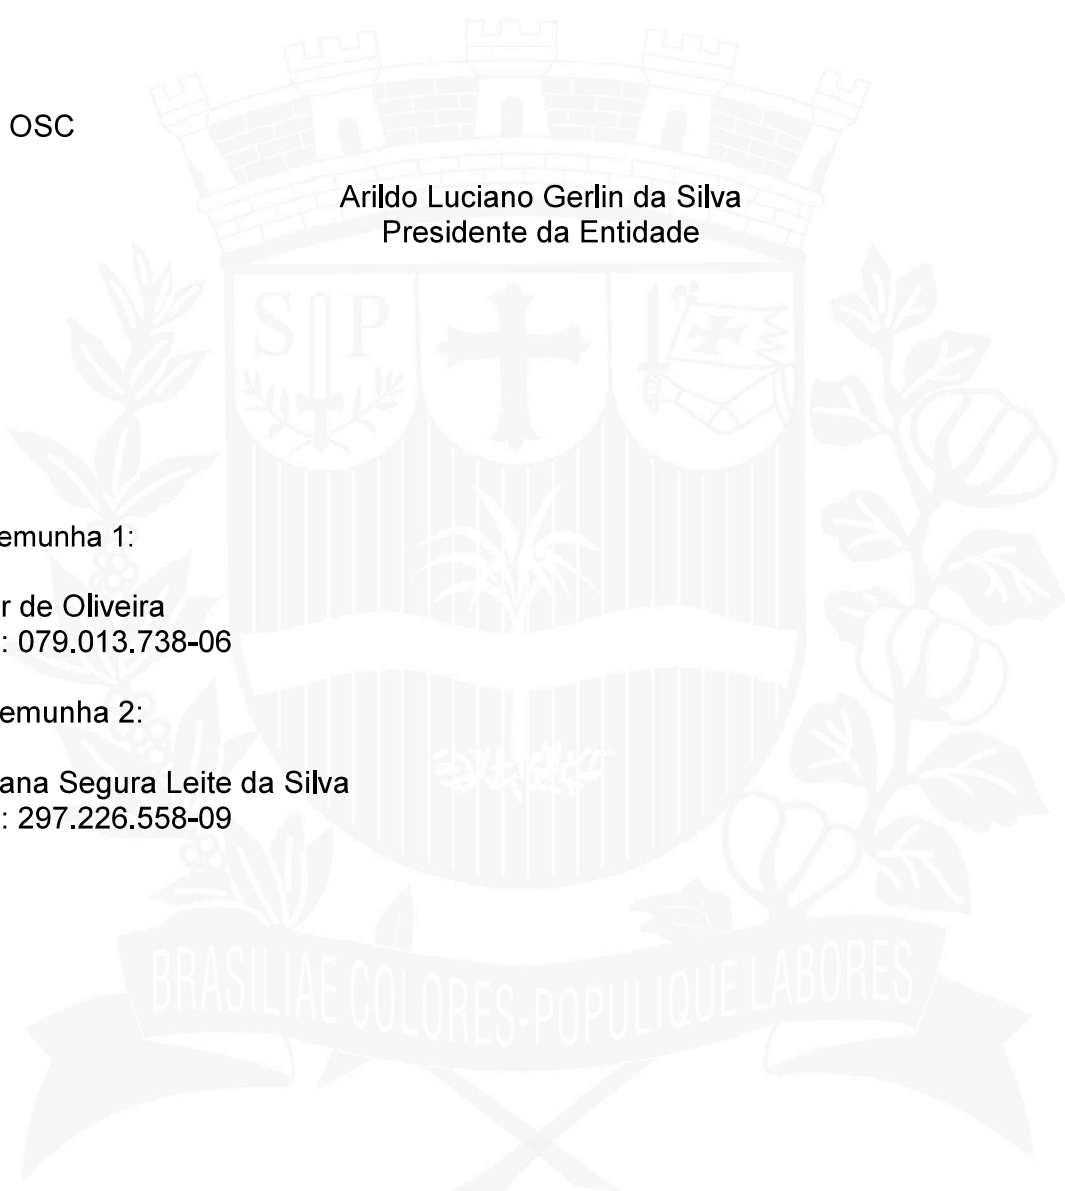 OSC
Arildo Luciano Gerlin da Silva
Presidente da Entidade
S P
emunha 1:
r de Oliveira
: 079.013.738-06
emunha 2:
ana Segura Leite da Silva
: 297.226.558-09
BRASILIAE COLORES-POPULIQUE LABORES